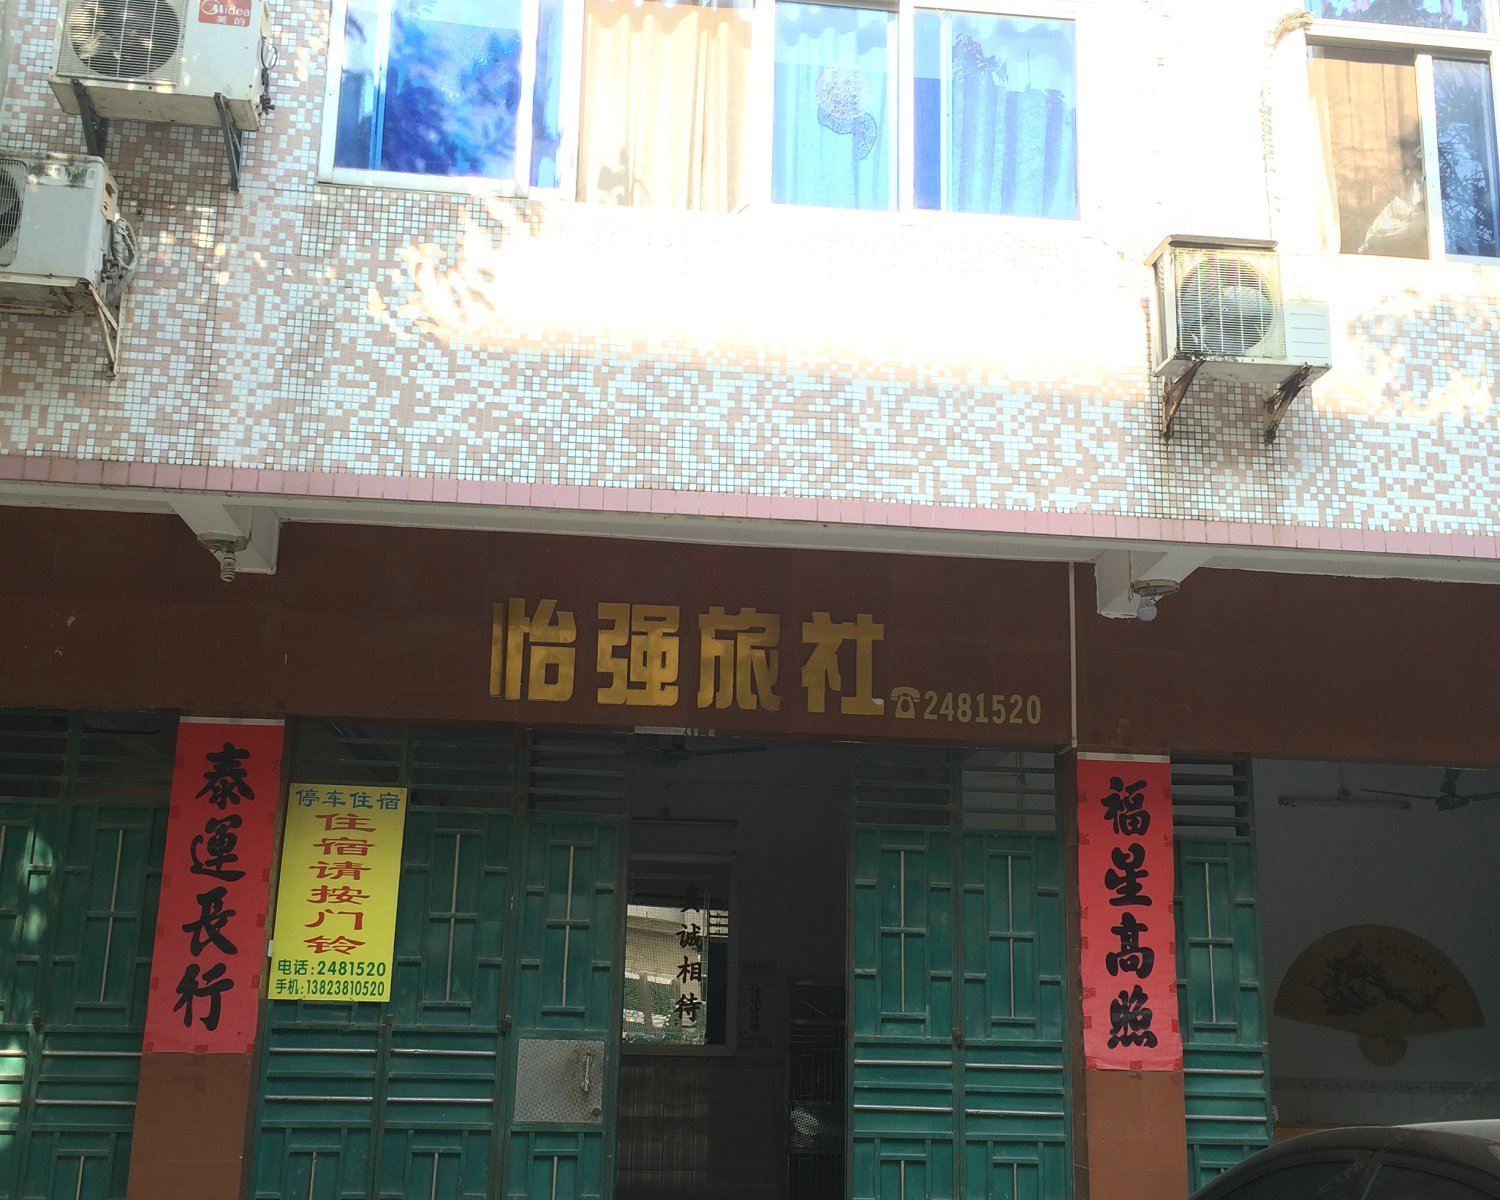 Midea
美的
怡强旅社
☎2481520
泰運長行
停车住宿
住宿请按门铃
电话:2481520
手机:13823810520
真诚相待
福星高照